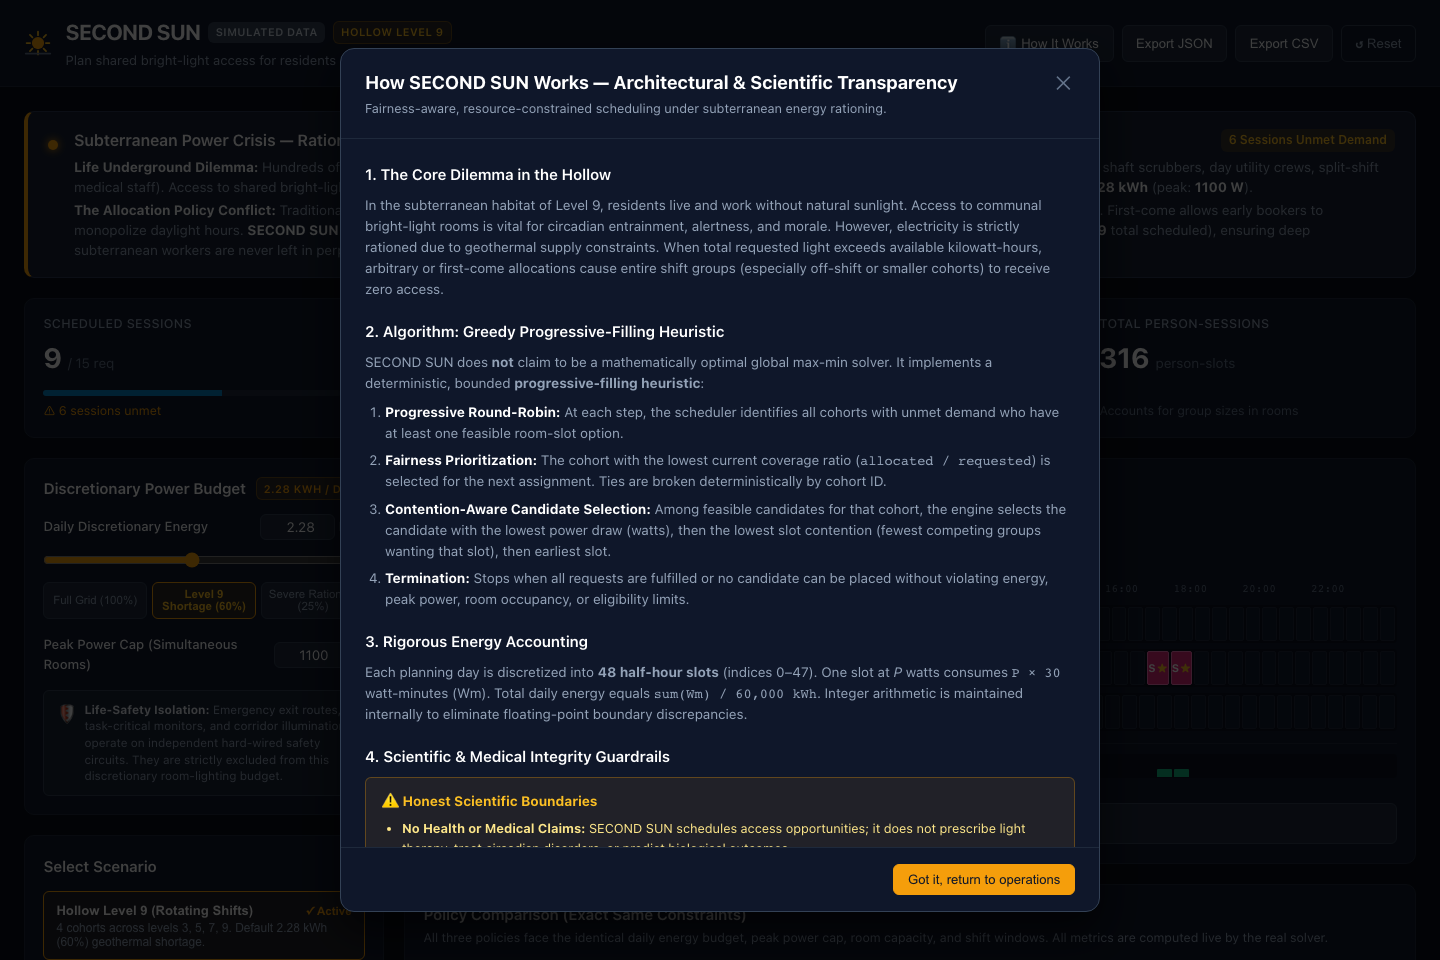 SECOND SUN SIMULATED DATA HOLLOW LEVEL 9
Plan shared bright-light access for residents
How It Works Export JSON Export CSV ↺ Reset
How SECOND SUN Works — Architectural & Scientific Transparency
Fairness-aware, resource-constrained scheduling under subterranean energy rationing.
1. The Core Dilemma in the Hollow
In the subterranean habitat of Level 9, residents live and work without natural sunlight. Access to communal
bright-light rooms is vital for circadian entrainment, alertness, and morale. However, electricity is strictly
rationed due to geothermal supply constraints. When total requested light exceeds available kilowatt-hours,
arbitrary or first-come allocations cause entire shift groups (especially off-shift or smaller cohorts) to receive
zero access.
2. Algorithm: Greedy Progressive-Filling Heuristic
SECOND SUN does not claim to be a mathematically optimal global max-min solver. It implements a
deterministic, bounded progressive-filling heuristic:
1. Progressive Round-Robin: At each step, the scheduler identifies all cohorts with unmet demand who have
at least one feasible room-slot option.
2. Fairness Prioritization: The cohort with the lowest current coverage ratio (allocated / requested) is
selected for the next assignment. Ties are broken deterministically by cohort ID.
3. Contention-Aware Candidate Selection: Among feasible candidates for that cohort, the engine selects the
candidate with the lowest power draw (watts), then the lowest slot contention (fewest competing groups
wanting that slot), then earliest slot.
4. Termination: Stops when all requests are fulfilled or no candidate can be placed without violating energy,
peak power, room occupancy, or eligibility limits.
3. Rigorous Energy Accounting
Each planning day is discretized into 48 half-hour slots (indices 0–47). One slot at P watts consumes P × 30
watt-minutes (Wm). Total daily energy equals sum(Wm) / 60,000 kWh. Integer arithmetic is maintained
internally to eliminate floating-point boundary discrepancies.
4. Scientific & Medical Integrity Guardrails
⚠ Honest Scientific Boundaries
• No Health or Medical Claims: SECOND SUN schedules access opportunities; it does not prescribe light
Got it, return to operations
Subterranean Power Crisis — Ration
Life Underground Dilemma: Hundreds of
medical staff). Access to shared bright-lig
The Allocation Policy Conflict: Traditiona
monopolize daylight hours. SECOND SUN
subterranean workers are never left in per
6 Sessions Unmet Demand
shaft scrubbers, day utility crews, split-shift
28 kWh (peak: 1100 W).
First-come allows early bookers to
9 total scheduled), ensuring deep
SCHEDULED SESSIONS
9 / 15 req
⚠ 6 sessions unmet
TOTAL PERSON-SESSIONS
316 person-slots
Accounts for group sizes in rooms
Discretionary Power Budget 2.28 KWH / D
Daily Discretionary Energy 2.28
Full Grid (100%)
Level 9
Shortage (60%)
Severe Ration
(25%)
Peak Power Cap (Simultaneous
Rooms)
1100
Life-Safety Isolation: Emergency exit routes,
task-critical monitors, and corridor illumination
operate on independent hard-wired safety
circuits. They are strictly excluded from this
discretionary room-lighting budget.
16:00 18:00 20:00 22:00
S★ S★
Select Scenario
Hollow Level 9 (Rotating Shifts) ✓Active
4 cohorts across levels 3, 5, 7, 9. Default 2.28 kWh
(60%) geothermal shortage.
Policy Comparison (Exact Same Constraints)
All three policies face the identical daily energy budget, peak power cap, room capacity, and shift windows. All metrics are computed live by the real solver.